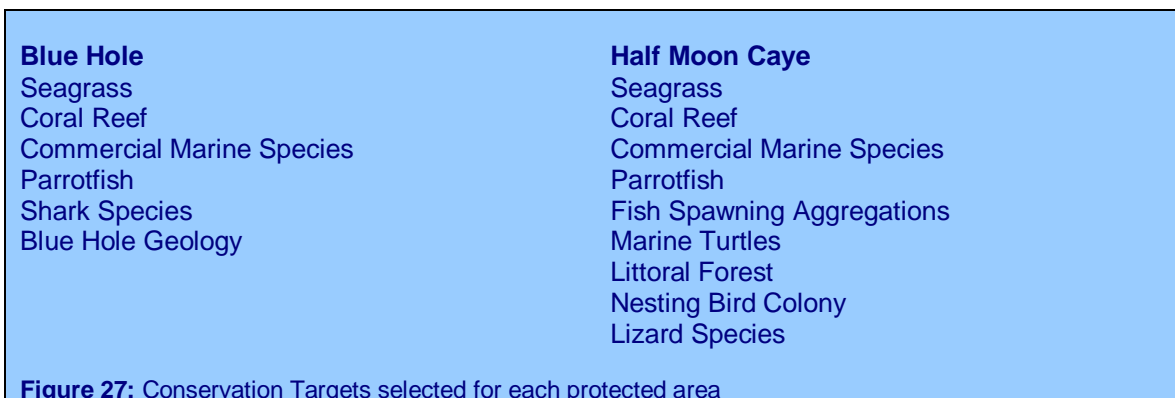 Blue Hole
Seagrass
Coral Reef
Commercial Marine Species
Parrotfish
Shark Species
Blue Hole Geology
Half Moon Caye
Seagrass
Coral Reef
Commercial Marine Species
Parrotfish
Fish Spawning Aggregations
Marine Turtles
Littoral Forest
Nesting Bird Colony
Lizard Species
Figure 27: Conservation Targets selected for each protected area